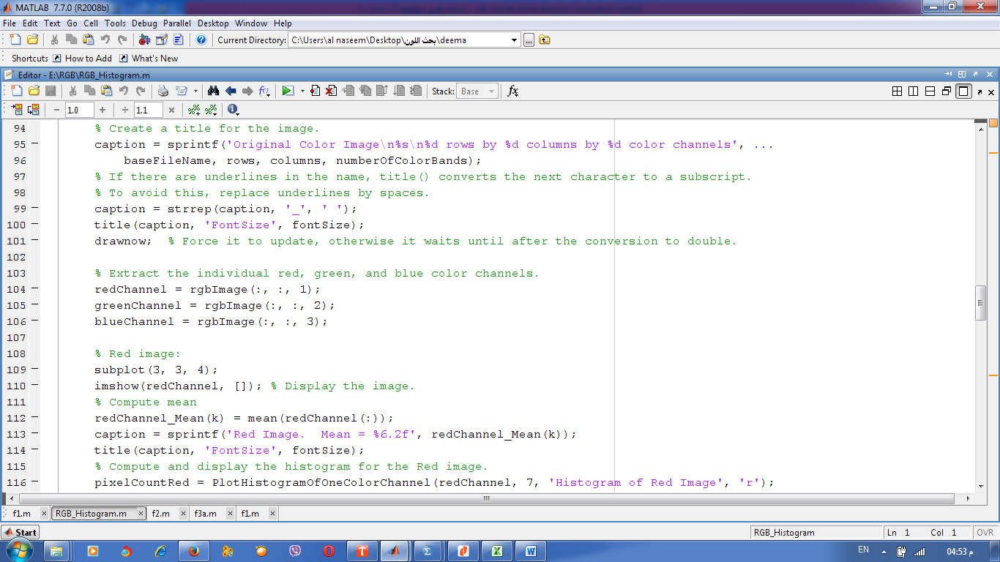 MATLAB 7.7.0 (R2008b)
File Edit Text Go Cell Tools Debug Parallel Desktop Window Help
Current Directory: C:\Users\al naseem\Desktop\بحث اللون\deema
Shortcuts How to Add What's New
Editor - E:\RGB\RGB_Histogram.m
Stack: Base
1.0 1.1
94 % Create a title for the image.
95 caption = sprintf('Original Color Image\n%s\n%d rows by %d columns by %d color channels', ...
96 baseFileName, rows, columns, numberOfColorBands);
97 % If there are underlines in the name, title() converts the next character to a subscript.
98 % To avoid this, replace underlines by spaces.
99 caption = strrep(caption, '_', ' ');
100 title(caption, 'FontSize', fontSize);
101 drawnow;  % Force it to update, otherwise it waits until after the conversion to double.
102
103 % Extract the individual red, green, and blue color channels.
104 redChannel = rgbImage(:, :, 1);
105 greenChannel = rgbImage(:, :, 2);
106 blueChannel = rgbImage(:, :, 3);
107
108 % Red image:
109 subplot(3, 3, 4);
110 imshow(redChannel, []); % Display the image.
111 % Compute mean
112 redChannel_Mean(k) = mean(redChannel(:));
113 caption = sprintf('Red Image.  Mean = %6.2f', redChannel_Mean(k));
114 title(caption, 'FontSize', fontSize);
115 % Compute and display the histogram for the Red image.
116 pixelCountRed = PlotHistogramOfOneColorChannel(redChannel, 7, 'Histogram of Red Image', 'r');
f1.m RGB_Histogram.m f2.m f3a.m f1.m
Start RGB_Histogram Ln 1 Col 1 OVR
EN 04:53 م